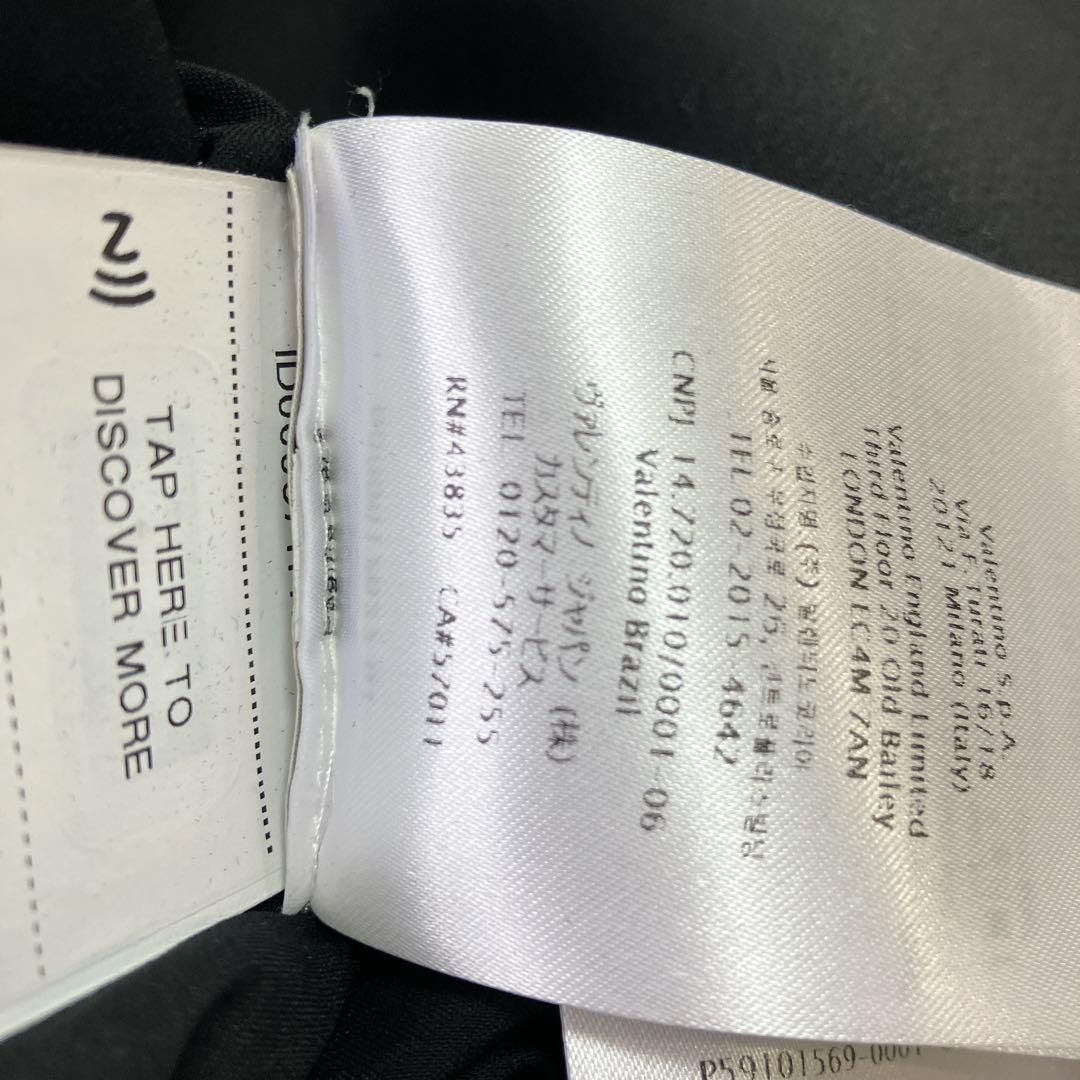 Valentino S.p.A.
Via F. Turati 16/18
20121 Milano (Italy)
Valentino England Limited
Third Floor 20 Old Bailey
LONDON EC4M 7AN
TEL 02-2015-4642
CNPJ 14.720.010/0001-06
Valentino Brazil
ヴァレンティノ ジャパン (株)
カスタマーサービス
TEL 0120-575-255
RN#43835 CA#57011
TAP HERE TO
DISCOVER MORE
P59101569-0001